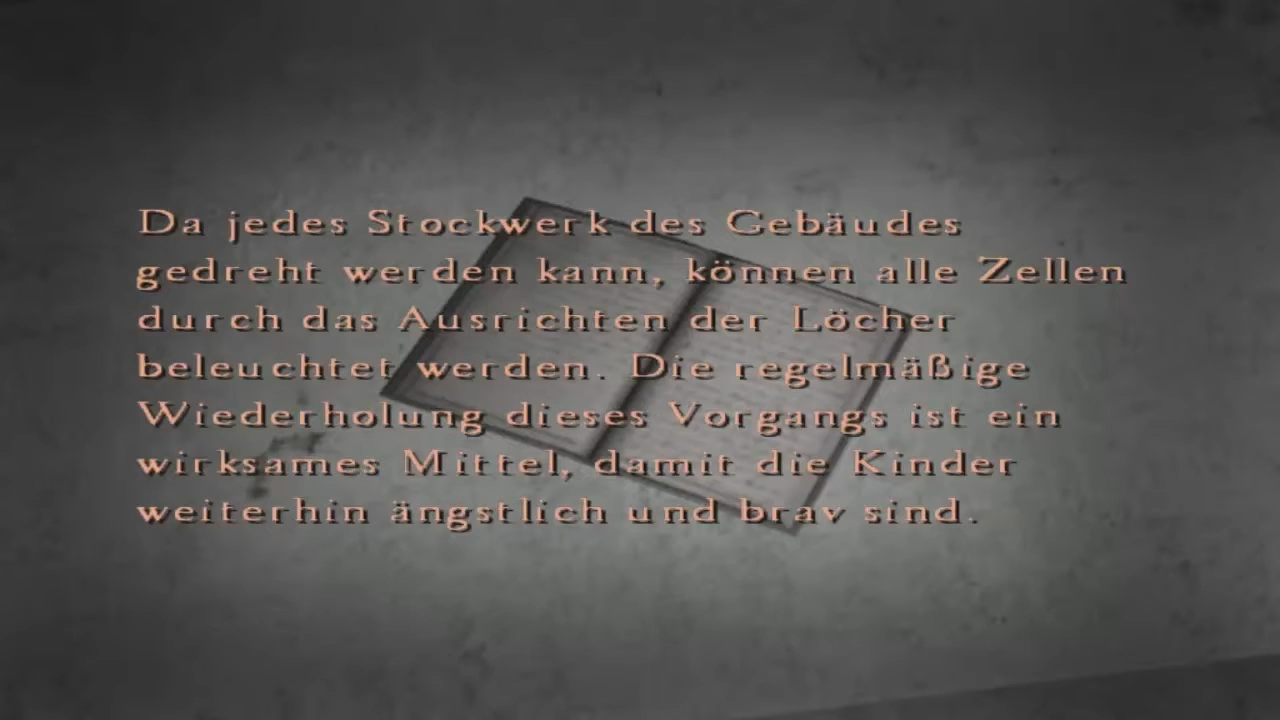 Da jedes Stockwerk des Gebäudes
gedreht werden kann, können alle Zellen
durch das Ausrichten der Löcher
beleuchtet werden. Die regelmäßige
Wiederholung dieses Vorgangs ist ein
wirksames Mittel, damit die Kinder
weiterhin ängstlich und brav sind.